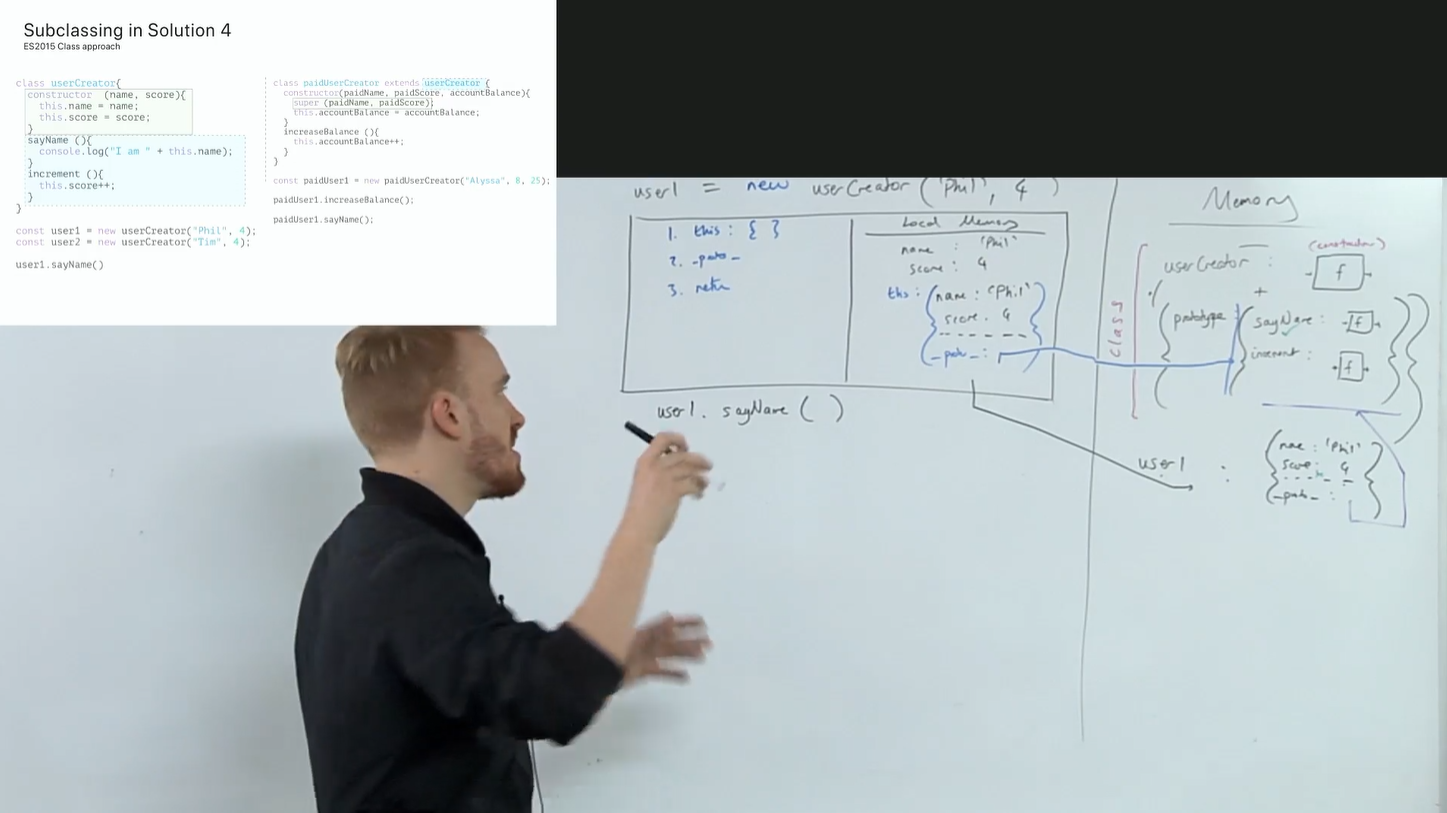 Subclassing in Solution 4
ES2015 Class approach
class userCreator{
constructor (name, score){
this.name = name;
this.score = score;
}
sayName (){
console.log("I am " + this.name);
}
increment (){
this.score++;
}
}
const user1 = new userCreator("Phil", 4);
const user2 = new userCreator("Tim", 4);
user1.sayName()
class paidUserCreator extends userCreator {
constructor(paidName, paidScore, accountBalance){
super (paidName, paidScore);
this.accountBalance = accountBalance;
}
increaseBalance (){
this.accountBalance++;
}
}
const paidUser1 = new paidUserCreator("Alyssa", 8, 25);
paidUser1.increaseBalance();
paidUser1.sayName();
user1 = new userCreator ('Phil', 4 )
1. this : { }
2. _proto_
3. retn
Local Memory
name : 'Phil'
score : 4
ths : { name : 'Phil'
score . 4
_proto_ : }
user1. sayName ( )
Memory
(constructor)
class
userCreator : f
+
prototype : { sayName : f
increment : f }
user1 : { name : 'Phil'
score : 4
_proto_ : }